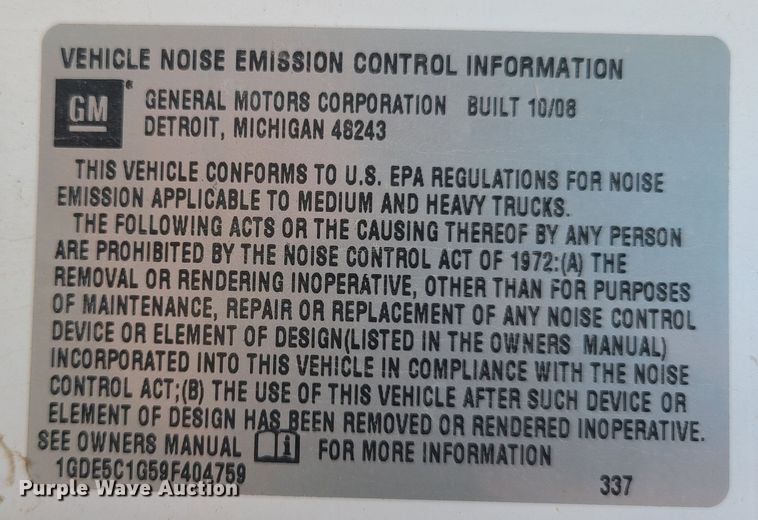 VEHICLE NOISE EMISSION CONTROL INFORMATION
GM
GENERAL MOTORS CORPORATION BUILT 10/08
DETROIT, MICHIGAN 48243
THIS VEHICLE CONFORMS TO U.S. EPA REGULATIONS FOR NOISE
EMISSION APPLICABLE TO MEDIUM AND HEAVY TRUCKS.
THE FOLLOWING ACTS OR THE CAUSING THEREOF BY ANY PERSON
ARE PROHIBITED BY THE NOISE CONTROL ACT OF 1972:(A) THE
REMOVAL OR RENDERING INOPERATIVE, OTHER THAN FOR PURPOSES
OF MAINTENANCE, REPAIR OR REPLACEMENT OF ANY NOISE CONTROL
DEVICE OR ELEMENT OF DESIGN(LISTED IN THE OWNERS MANUAL)
INCORPORATED INTO THIS VEHICLE IN COMPLIANCE WITH THE NOISE
CONTROL ACT;(B) THE USE OF THIS VEHICLE AFTER SUCH DEVICE OR
ELEMENT OF DESIGN HAS BEEN REMOVED OR RENDERED INOPERATIVE.
SEE OWNERS MANUAL i FOR MORE INFORMATION
1GDE5C1G59F404759 337
Purple Wave Auction